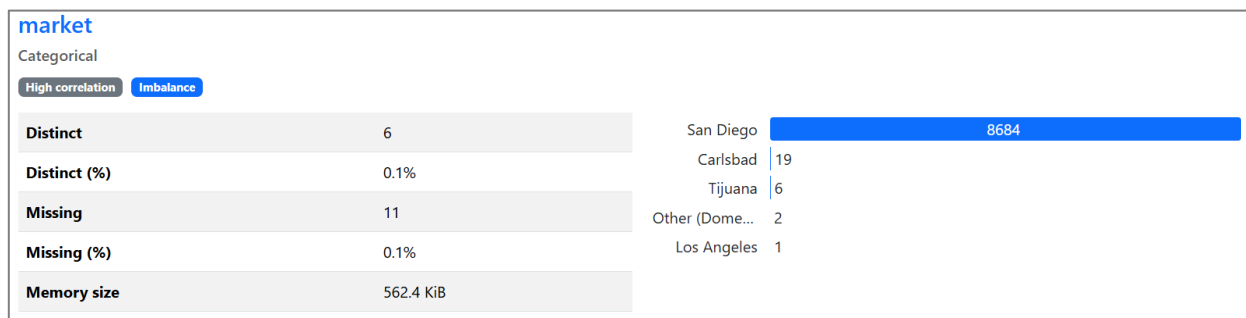 market
Categorical
High correlation Imbalance
Distinct 6
Distinct (%) 0.1%
Missing 11
Missing (%) 0.1%
Memory size 562.4 KiB
San Diego 8684
Carlsbad 19
Tijuana 6
Other (Dome... 2
Los Angeles 1